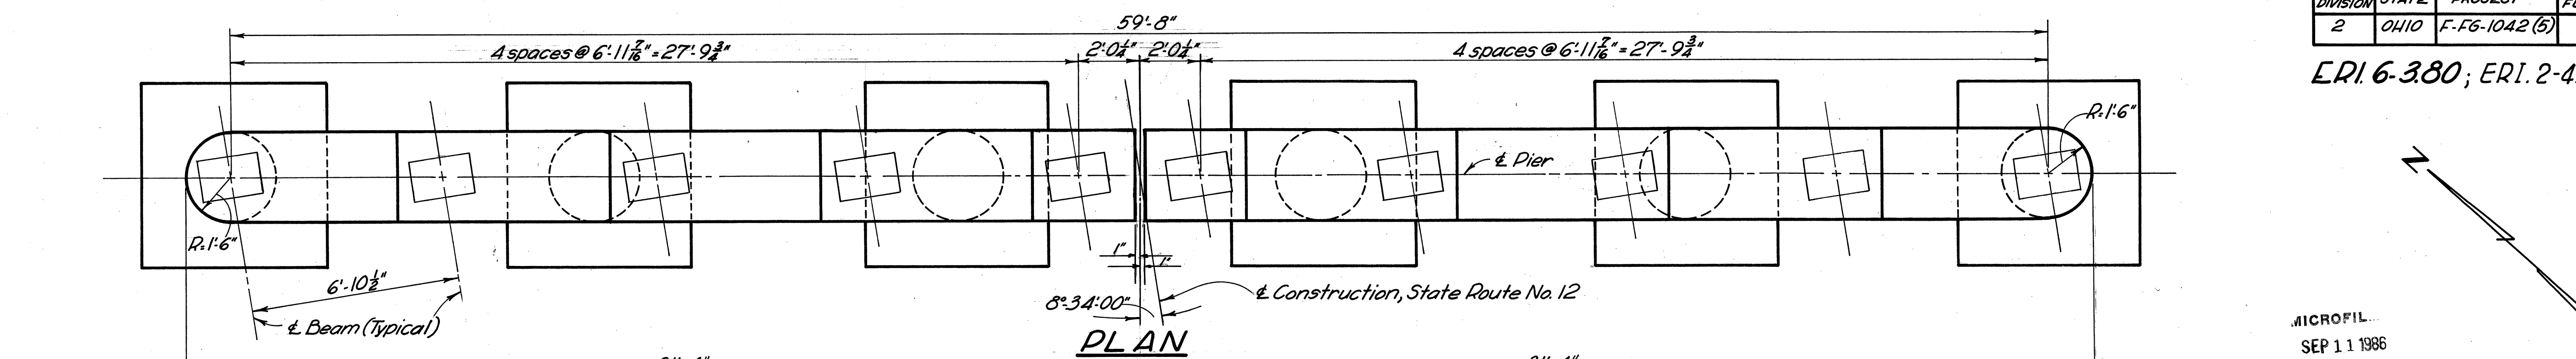 59'-8"
4 spaces @ 6'-11 7/16" = 27'-9 3/4"
2'-0 1/4"
2'-0 1/4"
4 spaces @ 6'-11 7/16" = 27'-9 3/4"
DIVISION STATE PROJECT
2 OHIO F-FG-1042 (5)
ERI. 6-3.80; ERI. 2-4
R=1'-6"
℄ Pier
R=1'-6"
6'-10 1/2"
℄ Beam (Typical)
1"
1"
8°-34'-00"
℄ Construction, State Route No. 12
PLAN
N
MICROFIL
SEP 11 1986